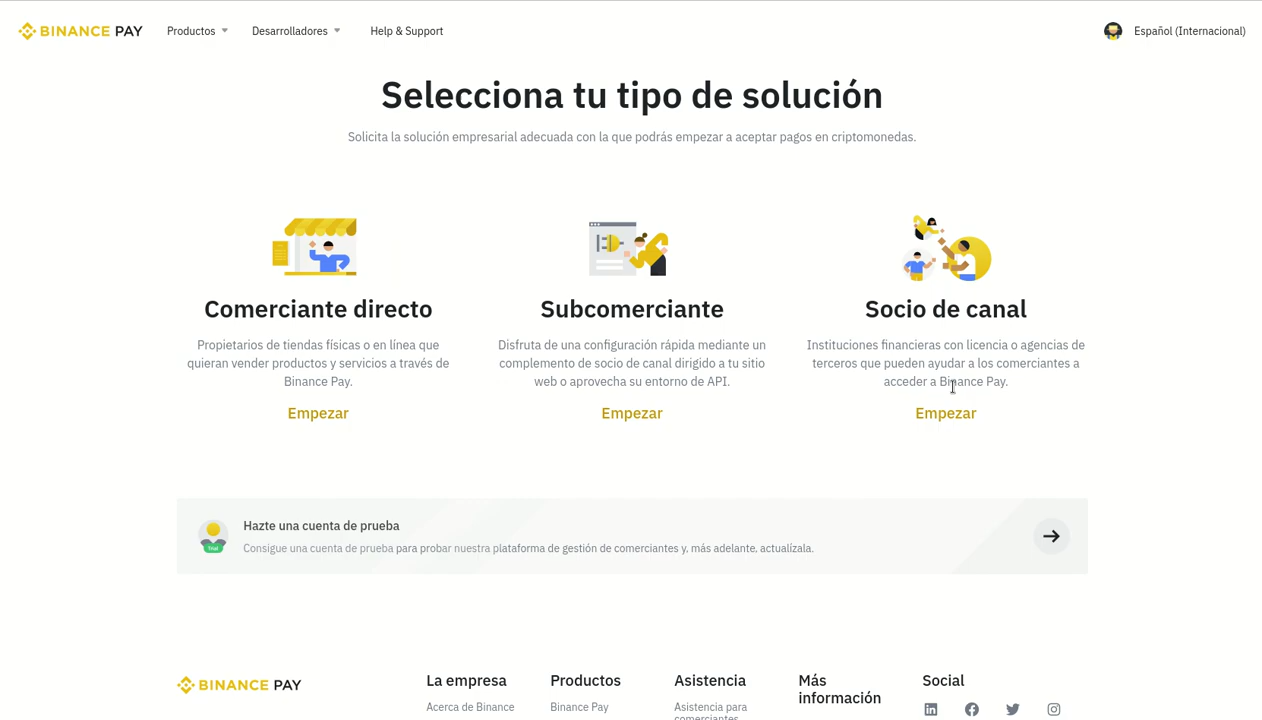 BINANCE PAY
Productos
Desarrolladores
Help & Support
Español (Internacional)
Selecciona tu tipo de solución
Solicita la solución empresarial adecuada con la que podrás empezar a aceptar pagos en criptomonedas.
Comerciante directo
Propietarios de tiendas físicas o en línea que
quieran vender productos y servicios a través de
Binance Pay.
Empezar
Subcomerciante
Disfruta de una configuración rápida mediante un
complemento de socio de canal dirigido a tu sitio
web o aprovecha su entorno de API.
Empezar
Socio de canal
Instituciones financieras con licencia o agencias de
terceros que pueden ayudar a los comerciantes a
acceder a Binance Pay.
Empezar
Trial
Hazte una cuenta de prueba
Consigue una cuenta de prueba para probar nuestra plataforma de gestión de comerciantes y, más adelante, actualízala.
BINANCE PAY
La empresa
Acerca de Binance
Productos
Binance Pay
Asistencia
Asistencia para
comerciantes
Más
información
Social